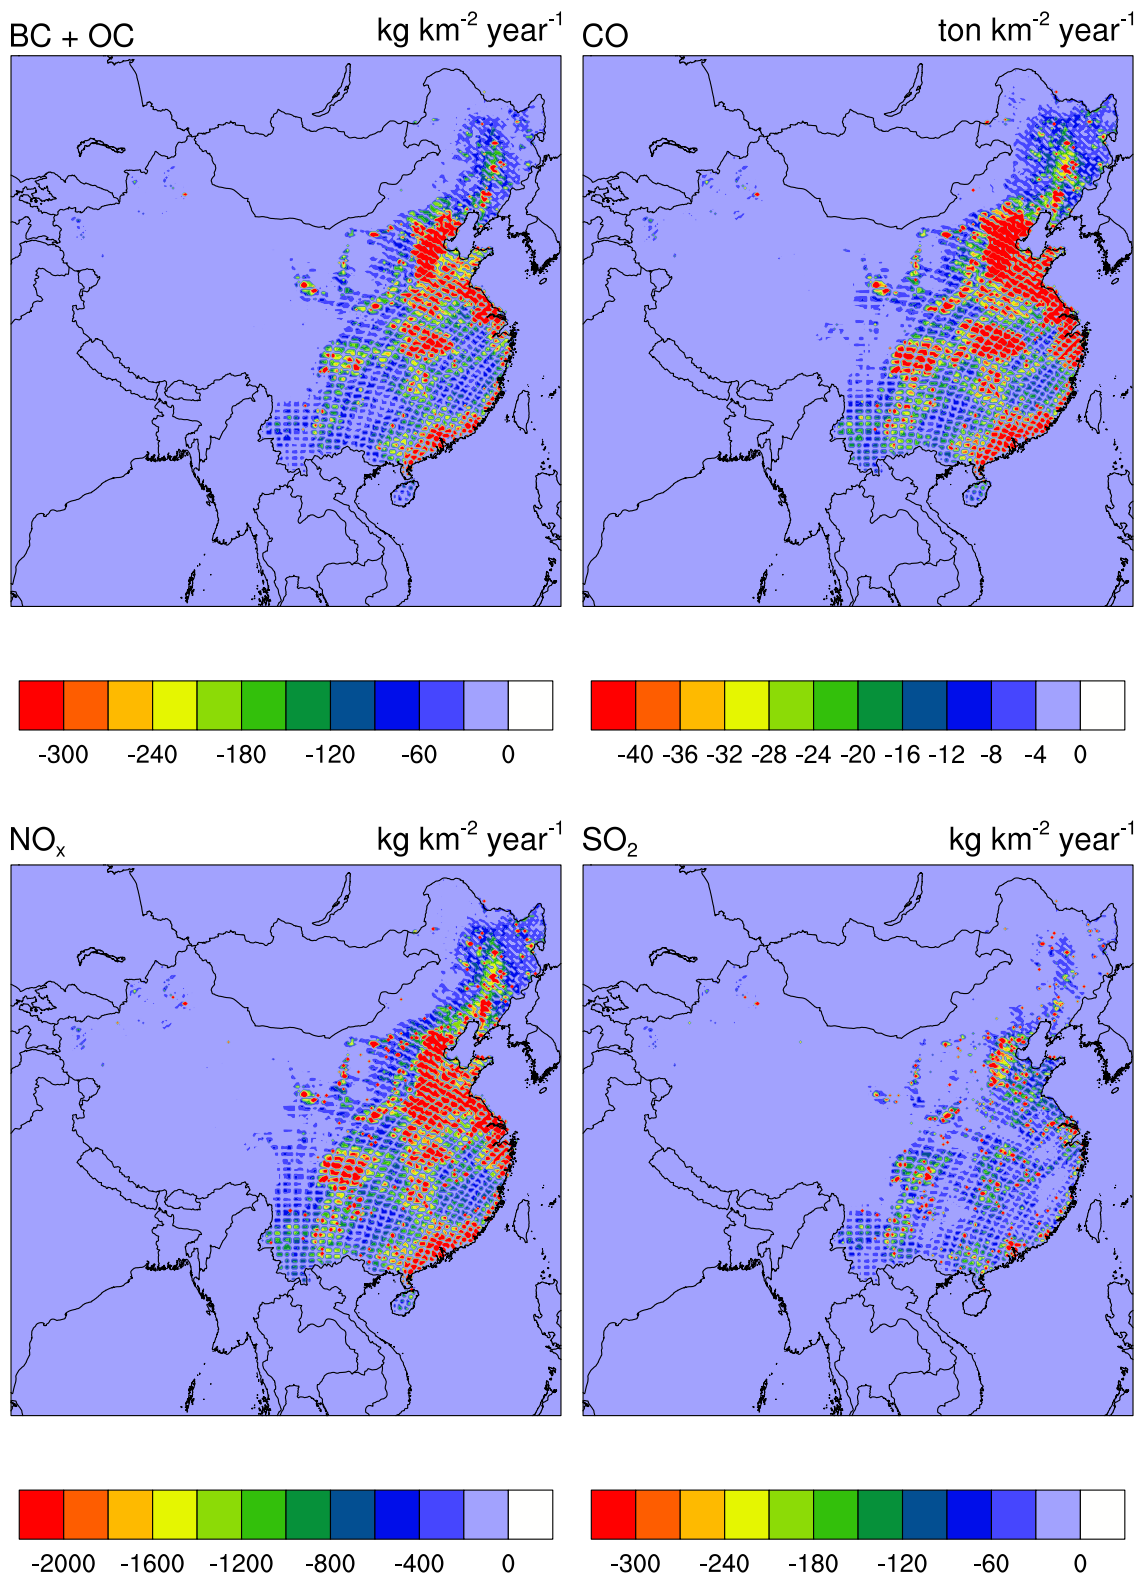 BC + OC kg km⁻² year⁻¹
CO ton km⁻² year⁻¹
-300 -240 -180 -120 -60 0
-40 -36 -32 -28 -24 -20 -16 -12 -8 -4 0
NOₓ kg km⁻² year⁻¹
SO₂ kg km⁻² year⁻¹
-2000 -1600 -1200 -800 -400 0
-300 -240 -180 -120 -60 0